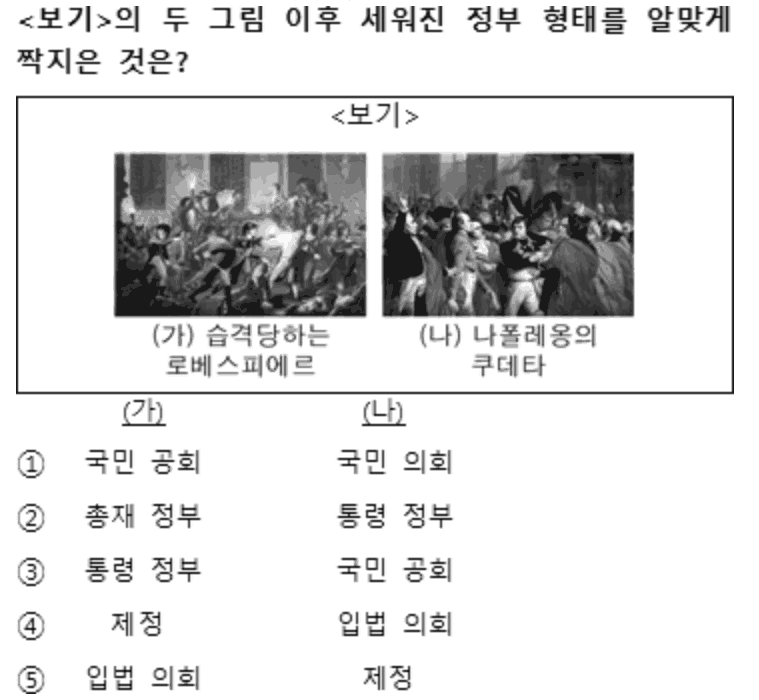 <보기>의 두 그림 이후 세워진 정부 형태를 알맞게
짝지은 것은?
<보기>
(가) 습격당하는
로베스피에르
(나) 나폴레옹의
쿠데타
(가) (나)
① 국민 공회 국민 의회
② 총재 정부 통령 정부
③ 통령 정부 국민 공회
④ 제정 입법 의회
⑤ 입법 의회 제정